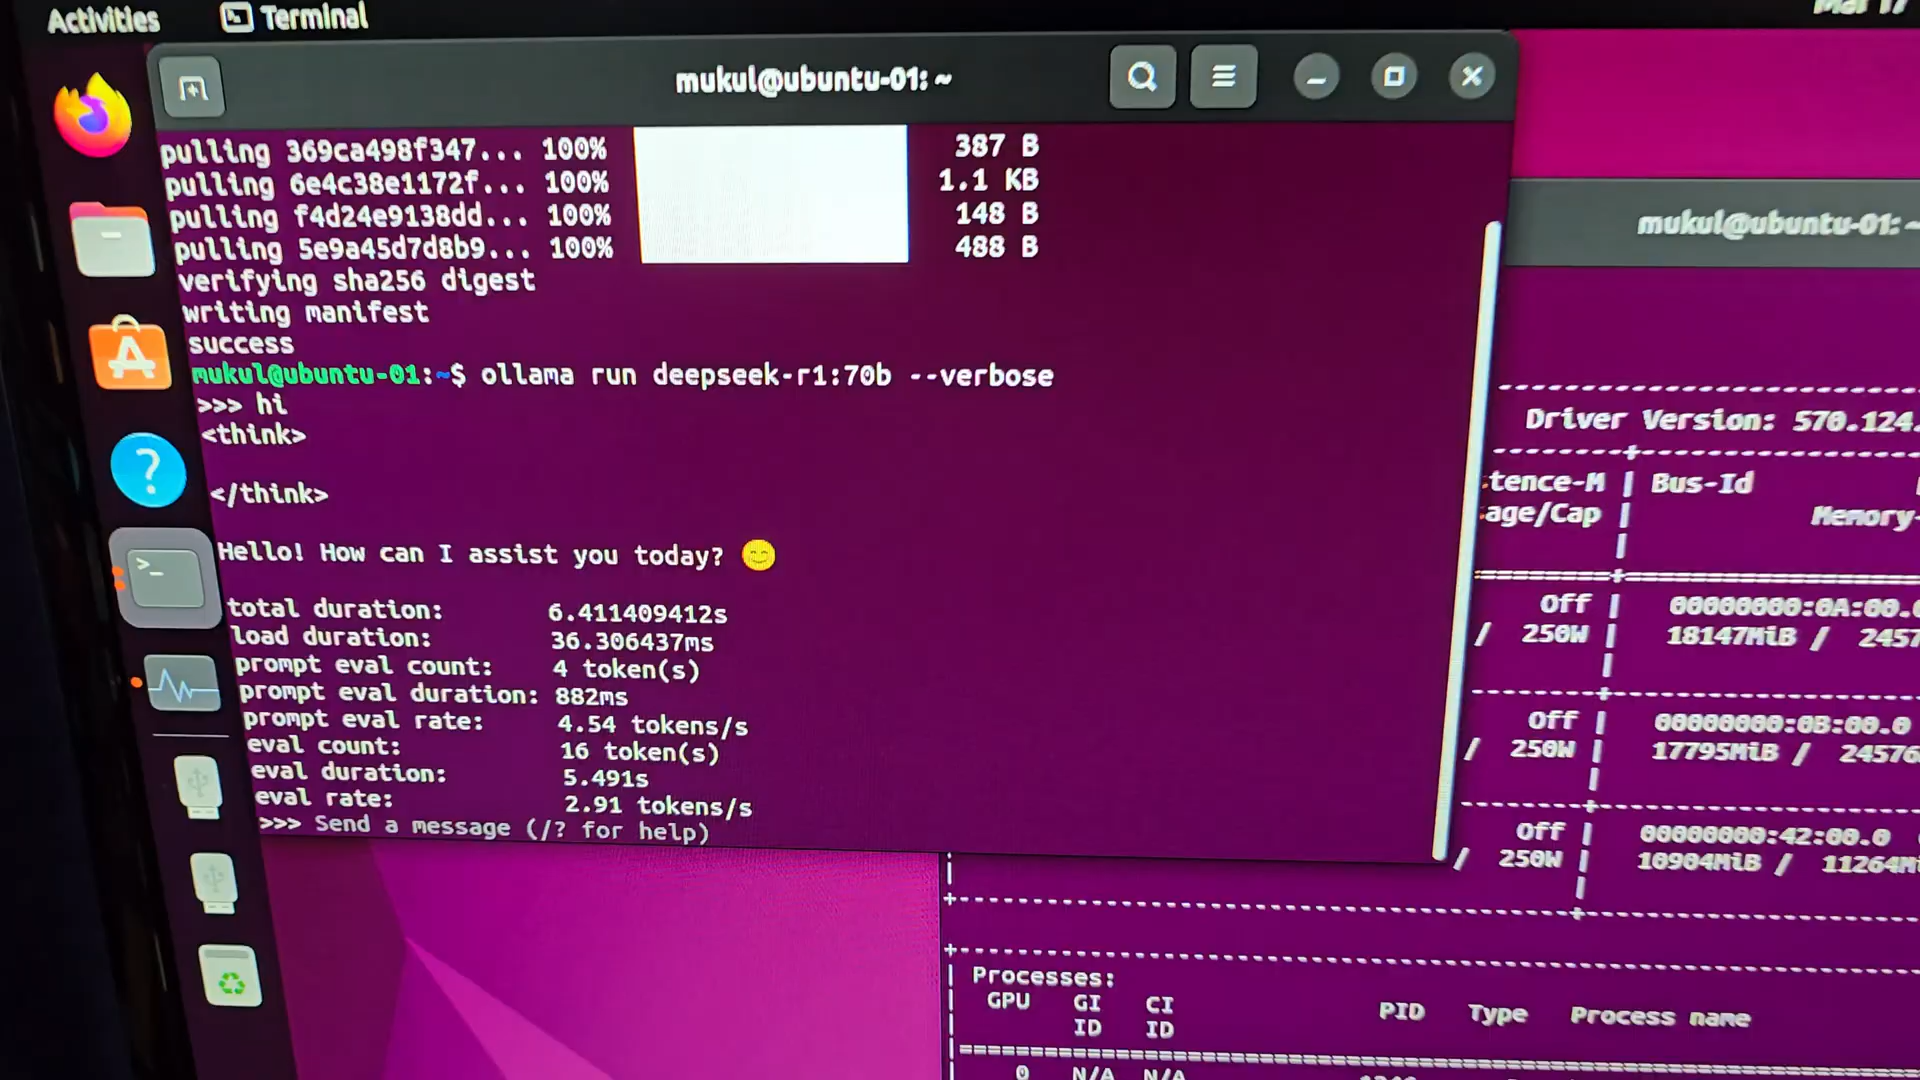 Activities
Terminal
Mar 17
mukul@ubuntu-01: ~
pulling 369ca498f347... 100% 387 B
pulling 6e4c38e1172f... 100% 1.1 KB
pulling f4d24e9138dd... 100% 148 B
pulling 5e9a45d7d8b9... 100% 488 B
verifying sha256 digest
writing manifest
success
mukul@ubuntu-01:~$ ollama run deepseek-r1:70b --verbose
>>> hi
<think>
</think>
Hello! How can I assist you today? 😊
total duration: 6.411409412s
load duration: 36.306437ms
prompt eval count: 4 token(s)
prompt eval duration: 882ms
prompt eval rate: 4.54 tokens/s
eval count: 16 token(s)
eval duration: 5.491s
eval rate: 2.91 tokens/s
>>> Send a message (/? for help)
mukul@ubuntu-01: ~
Driver Version: 570.124.
tence-M | Bus-Id
age/Cap | Memory-
Off | 00000000:0A:00.0
/ 250W | 18147MiB / 2457
Off | 00000000:0B:00.0
/ 250W | 17795MiB / 24576
Off | 00000000:42:00.0
/ 250W | 10904MiB / 11264M
Processes:
GPU GI CI PID Type Process name
ID ID
0 N/A N/A